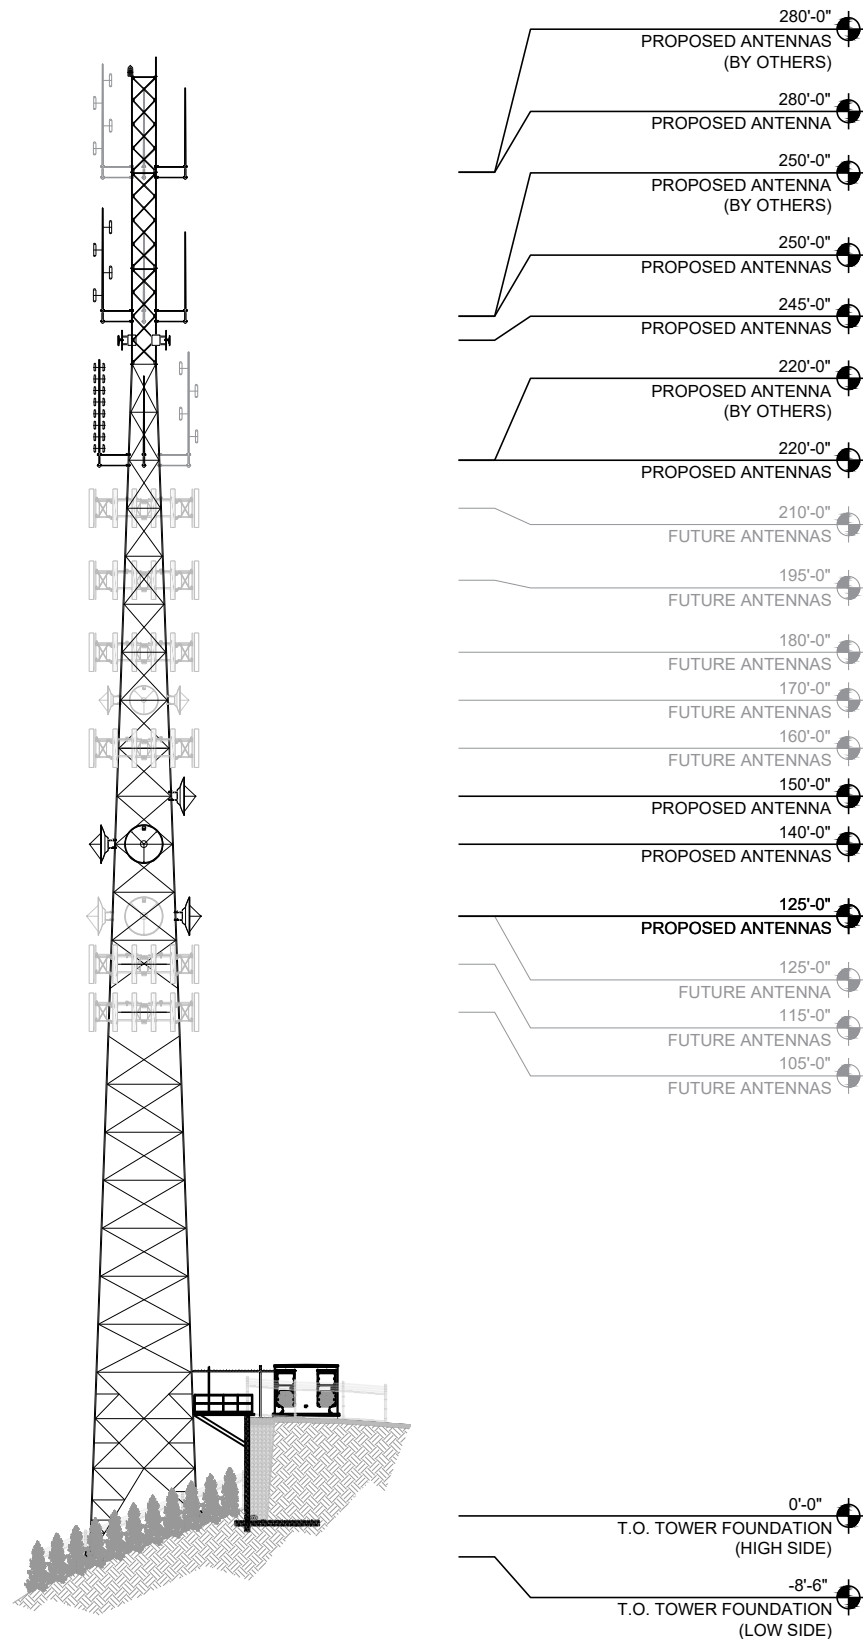 280'-0"
PROPOSED ANTENNAS
(BY OTHERS)
280'-0"
PROPOSED ANTENNA
250'-0"
PROPOSED ANTENNA
(BY OTHERS)
250'-0"
PROPOSED ANTENNAS
245'-0"
PROPOSED ANTENNAS
220'-0"
PROPOSED ANTENNA
(BY OTHERS)
220'-0"
PROPOSED ANTENNAS
210'-0"
FUTURE ANTENNAS
195'-0"
FUTURE ANTENNAS
180'-0"
FUTURE ANTENNAS
170'-0"
FUTURE ANTENNAS
160'-0"
FUTURE ANTENNAS
150'-0"
PROPOSED ANTENNA
140'-0"
PROPOSED ANTENNAS
125'-0"
PROPOSED ANTENNAS
125'-0"
FUTURE ANTENNA
115'-0"
FUTURE ANTENNAS
105'-0"
FUTURE ANTENNAS
0'-0"
T.O. TOWER FOUNDATION
(HIGH SIDE)
-8'-6"
T.O. TOWER FOUNDATION
(LOW SIDE)